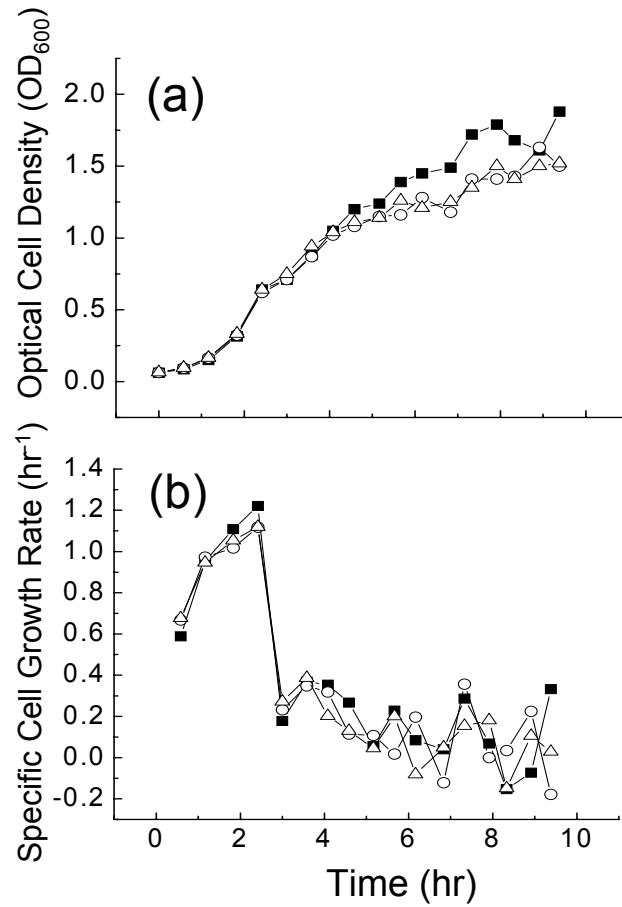 (a)
Optical Cell Density (OD600)
2.0
1.5
1.0
0.5
0.0
(b)
Specific Cell Growth Rate (hr-1)
1.4
1.2
1.0
0.8
0.6
0.4
0.2
0.0
-0.2
0 2 4 6 8 10
Time (hr)